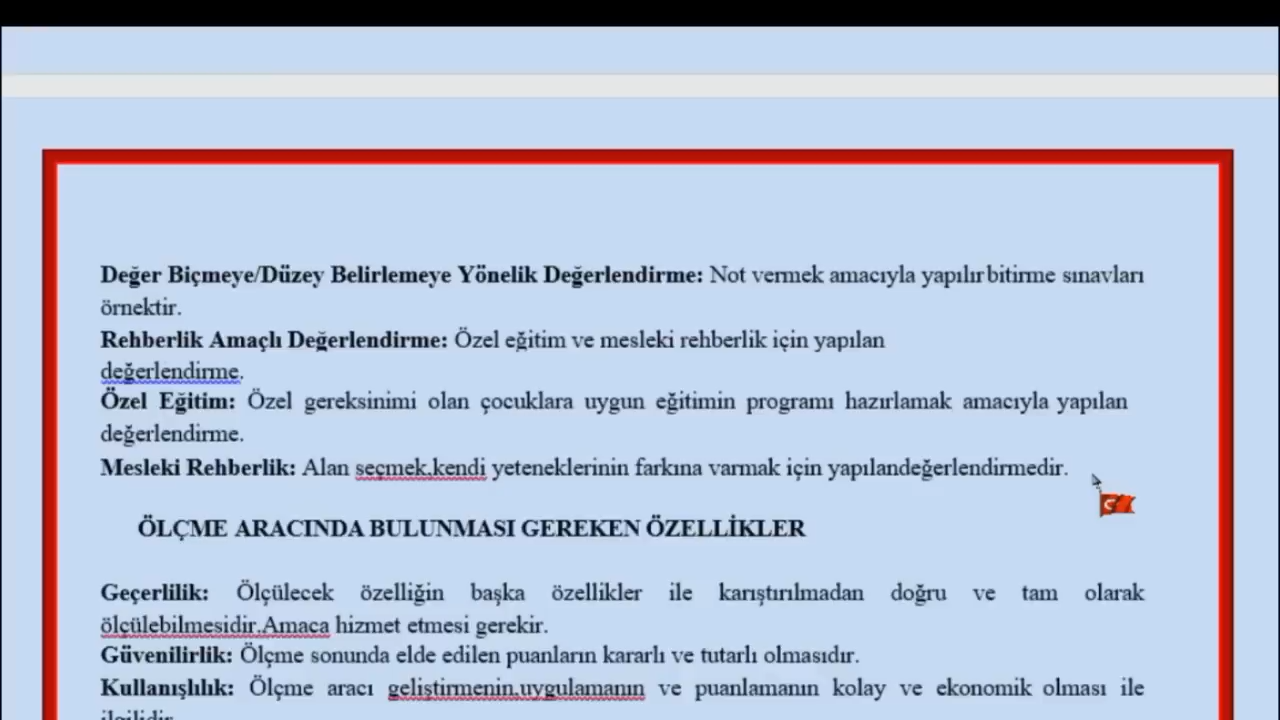 Değer Biçmeye/Düzey Belirlemeye Yönelik Değerlendirme: Not vermek amacıyla yapılır bitirme sınavları
örnektir.
Rehberlik Amaçlı Değerlendirme: Özel eğitim ve mesleki rehberlik için yapılan
değerlendirme.
Özel Eğitim: Özel gereksinimi olan çocuklara uygun eğitimin programı hazırlamak amacıyla yapılan
değerlendirme.
Mesleki Rehberlik: Alan seçmek,kendi yeteneklerinin farkına varmak için yapılandeğerlendirmedir.
ÖLÇME ARACINDA BULUNMASI GEREKEN ÖZELLİKLER
Geçerlilik: Ölçülecek özelliğin başka özellikler ile karıştırılmadan doğru ve tam olarak
ölçülebilmesidir.Amaca hizmet etmesi gerekir.
Güvenilirlik: Ölçme sonunda elde edilen puanların kararlı ve tutarlı olmasıdır.
Kullanışlılık: Ölçme aracı geliştirmenin,uygulamanın ve puanlamanın kolay ve ekonomik olması ile
ilgilidir.